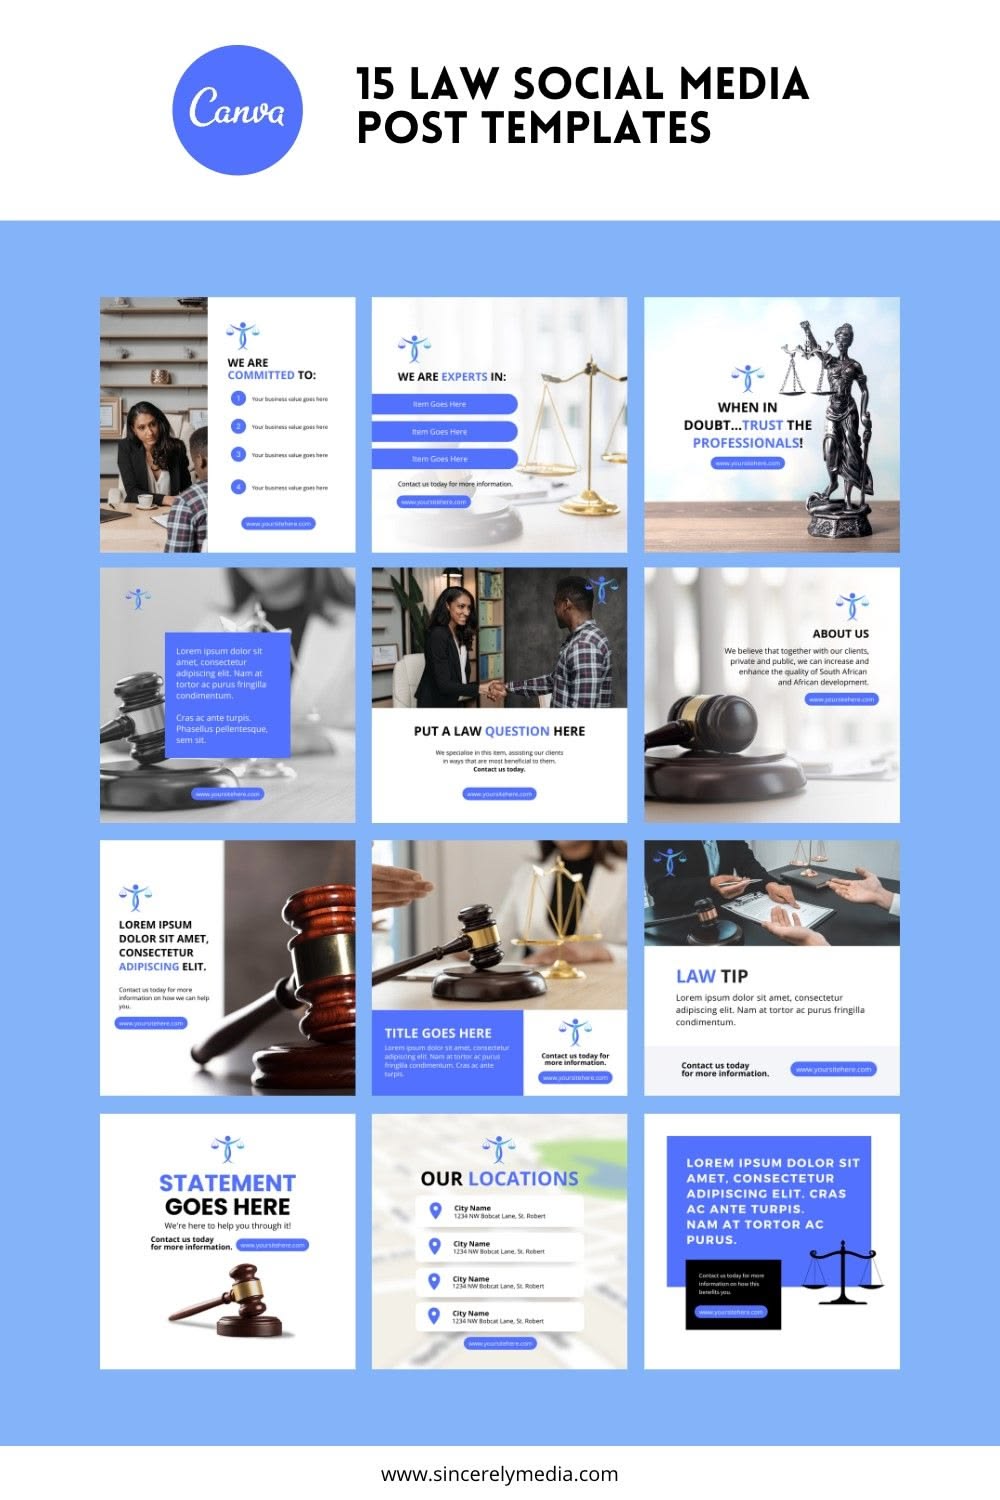 Canva
15 LAW SOCIAL MEDIA
POST TEMPLATES
WE ARE
COMMITTED TO:
1 Your business value goes here
2 Your business value goes here
3 Your business value goes here
4 Your business value goes here
www.yoursitehere.com
WE ARE EXPERTS IN:
Item Goes Here
Item Goes Here
Item Goes Here
Contact us today for more information.
www.yoursitehere.com
WHEN IN
DOUBT...TRUST THE
PROFESSIONALS!
www.yoursitehere.com
Lorem ipsum dolor sit
amet, consectetur
adipiscing elit. Nam at
tortor ac purus fringilla
condimentum.
Cras ac ante turpis.
Phasellus pellentesque,
sem sit.
www.yoursitehere.com
PUT A LAW QUESTION HERE
We specialise in this item, assisting our clients
in ways that are most beneficial to them.
Contact us today.
www.yoursitehere.com
ABOUT US
We believe that together with our clients,
private and public, we can increase and
enhance the quality of South African
and African development.
www.yoursitehere.com
LOREM IPSUM
DOLOR SIT AMET,
CONSECTETUR
ADIPISCING ELIT.
Contact us today for more
information on how we can help
you.
www.yoursitehere.com
TITLE GOES HERE
Lorem ipsum dolor sit amet, consectetur
adipiscing elit. Nam at tortor ac purus
fringilla condimentum. Cras ac ante
turpis.
Contact us today for
more information.
www.yoursitehere.com
LAW TIP
Lorem ipsum dolor sit amet, consectetur
adipiscing elit. Nam at tortor ac purus fringilla
condimentum.
Contact us today
for more information.
www.yoursitehere.com
STATEMENT
GOES HERE
We're here to help you through it!
Contact us today
for more information.
www.yoursitehere.com
OUR LOCATIONS
City Name
1234 NW Bobcat Lane, St. Robert
City Name
1234 NW Bobcat Lane, St. Robert
City Name
1234 NW Bobcat Lane, St. Robert
City Name
1234 NW Bobcat Lane, St. Robert
www.yoursitehere.com
LOREM IPSUM DOLOR SIT
AMET, CONSECTETUR
ADIPISCING ELIT. CRAS
AC ANTE TURPIS.
NAM AT TORTOR AC
PURUS.
Contact us today for more
information on how this
benefits you.
www.yoursitehere.com
www.sincerelymedia.com